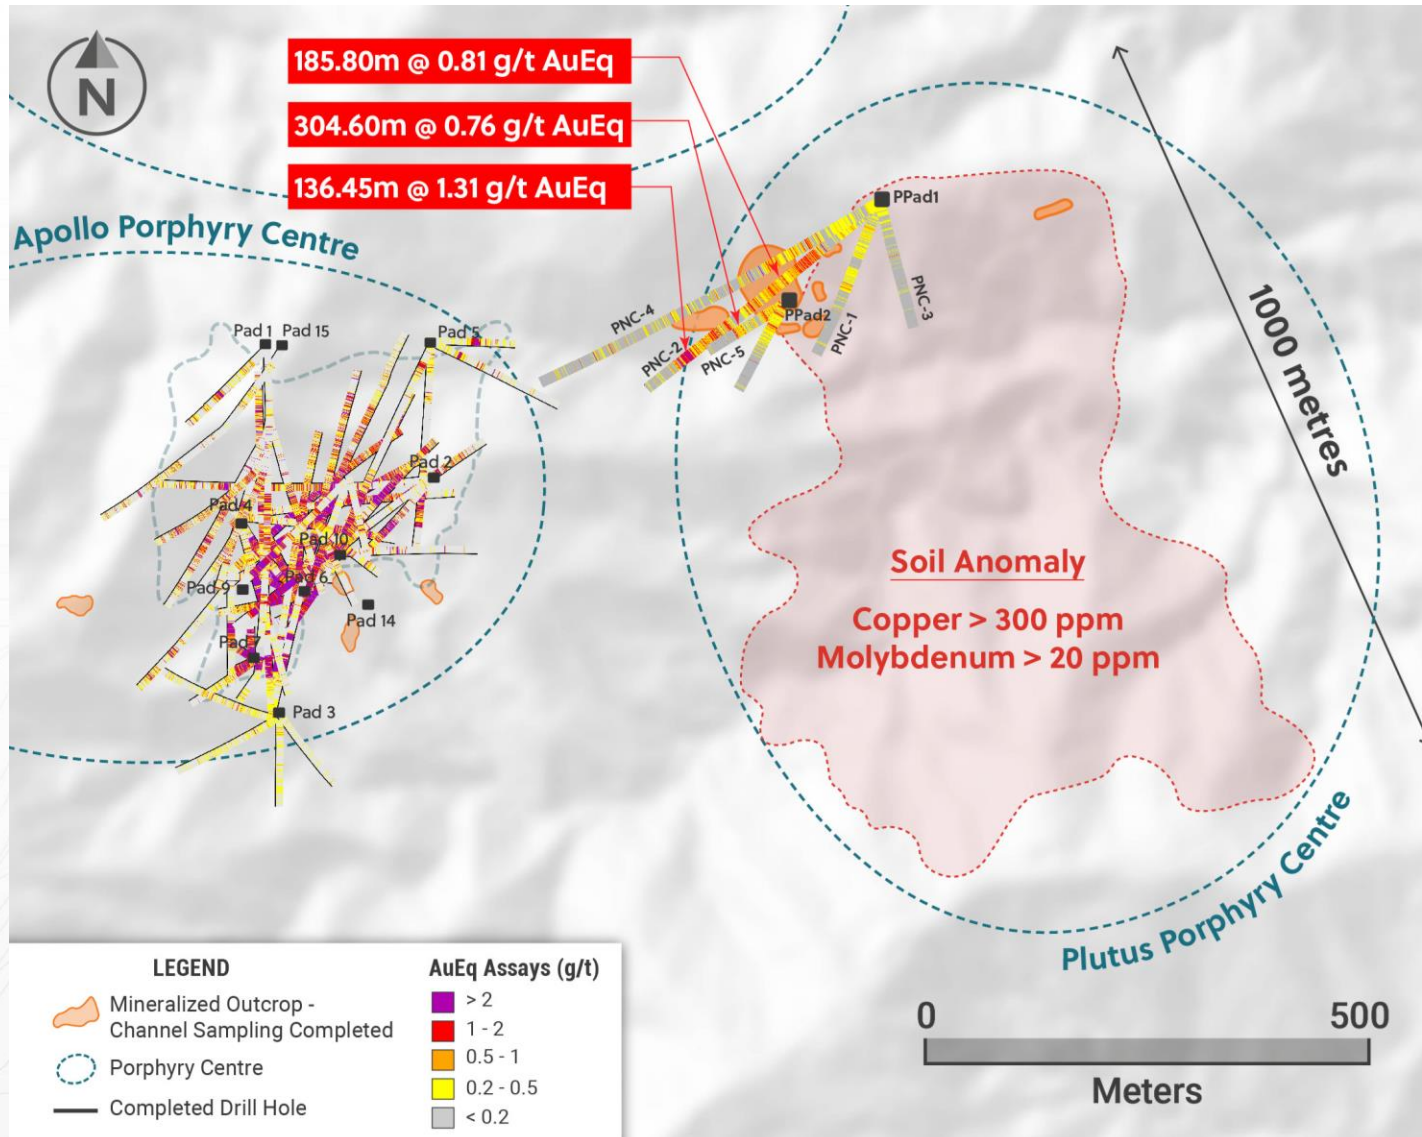 N
185.80m @ 0.81 g/t AuEq
304.60m @ 0.76 g/t AuEq
136.45m @ 1.31 g/t AuEq
Apollo Porphyry Centre
PPad1
PPad2
PNC-4
PNC-2
PNC-5
PNC-1
PNC-3
1000 metres
Pad 1
Pad 15
Pad 5
Pad 2
Pad 4
Pad 10
Pad 9
Pad 6
Pad 14
Pad 7
Pad 3
Soil Anomaly
Copper > 300 ppm
Molybdenum > 20 ppm
Plutus Porphyry Centre
LEGEND
Mineralized Outcrop -
Channel Sampling Completed
Porphyry Centre
Completed Drill Hole
AuEq Assays (g/t)
> 2
1 - 2
0.5 - 1
0.2 - 0.5
< 0.2
0 500
Meters